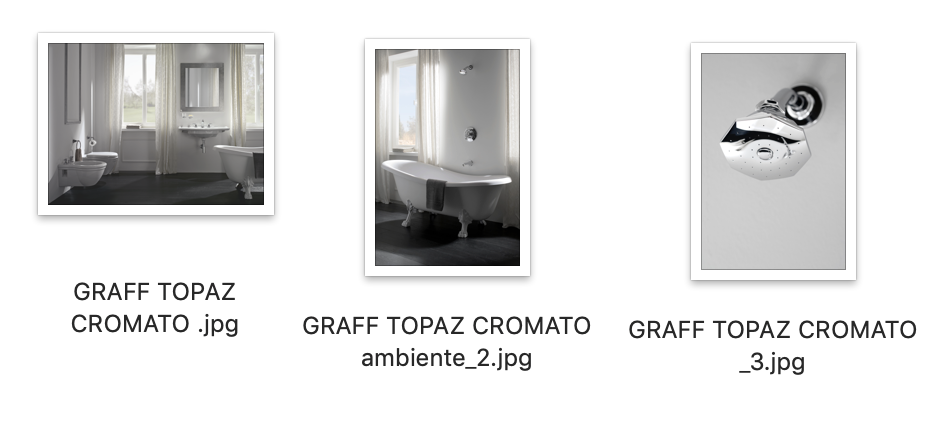 GRAFF TOPAZ
CROMATO .jpg
GRAFF TOPAZ CROMATO
ambiente_2.jpg
GRAFF TOPAZ CROMATO
_3.jpg